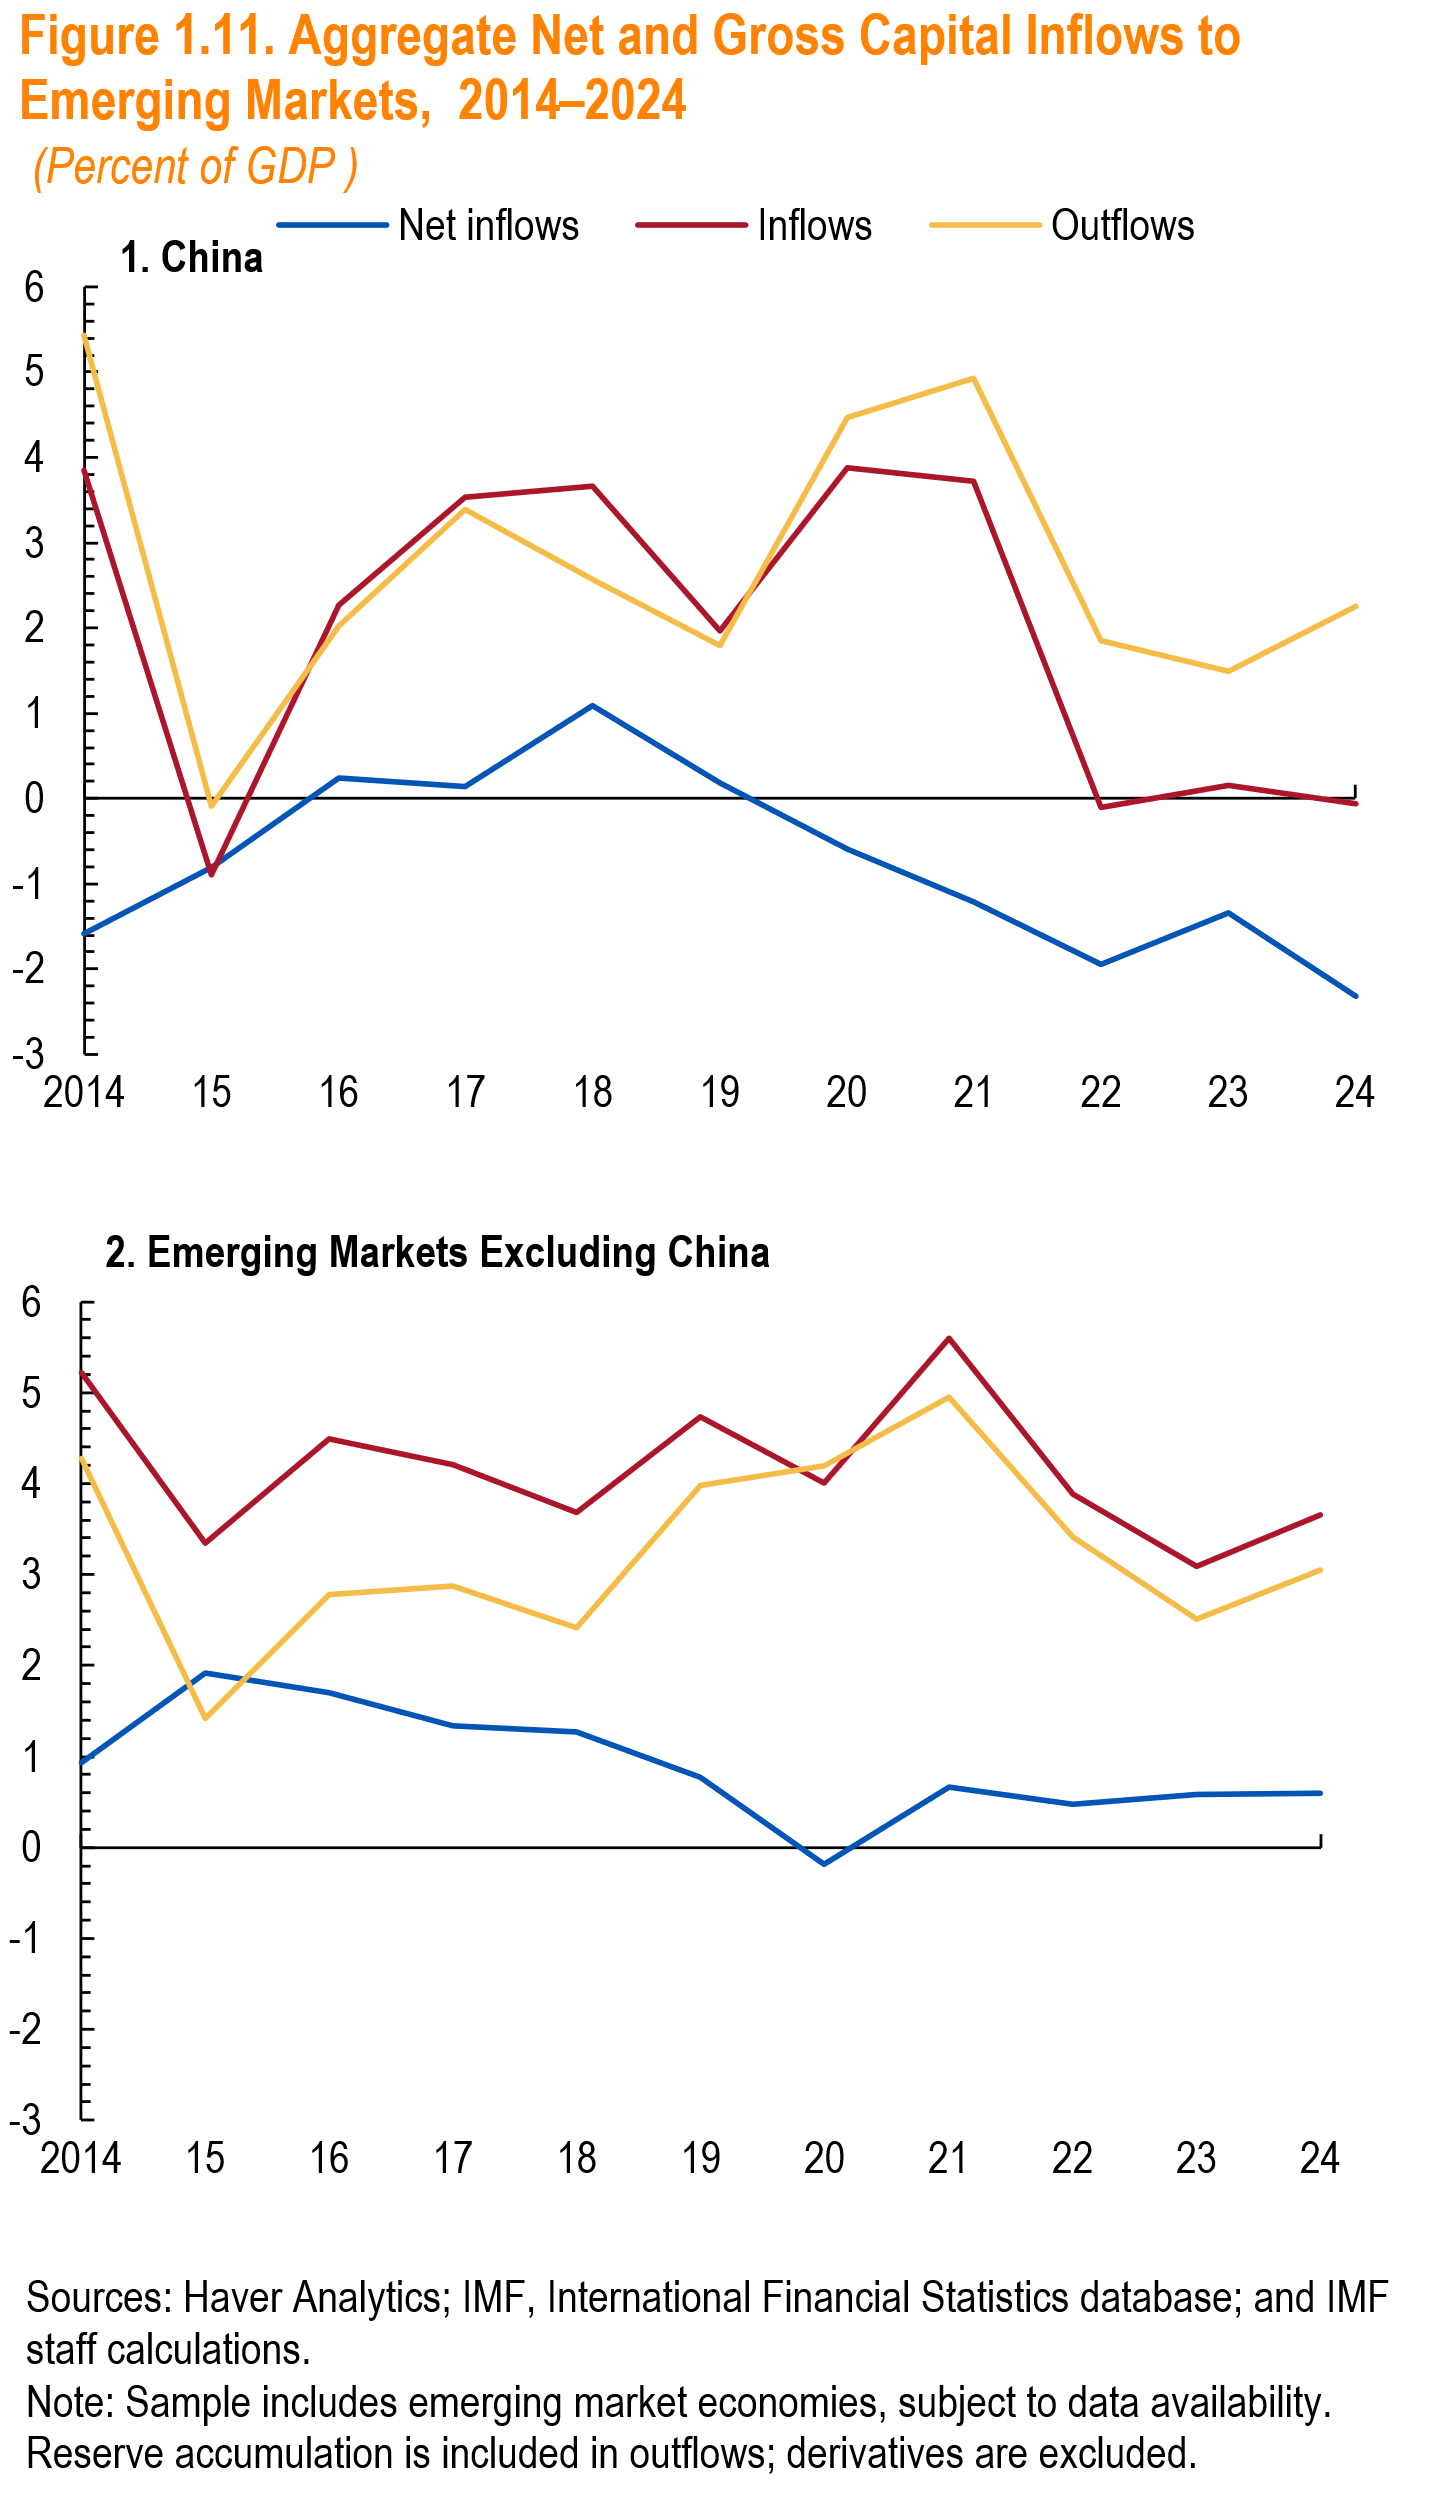 Figure 1.11. Aggregate Net and Gross Capital Inflows to
Emerging Markets, 2014–2024
(Percent of GDP )
Net inflows Inflows Outflows
1. China
6
5
4
3
2
1
0
-1
-2
-3
2014 15 16 17 18 19 20 21 22 23 24
2. Emerging Markets Excluding China
6
5
4
3
2
1
0
-1
-2
-3
2014 15 16 17 18 19 20 21 22 23 24
Sources: Haver Analytics; IMF, International Financial Statistics database; and IMF
staff calculations.
Note: Sample includes emerging market economies, subject to data availability.
Reserve accumulation is included in outflows; derivatives are excluded.